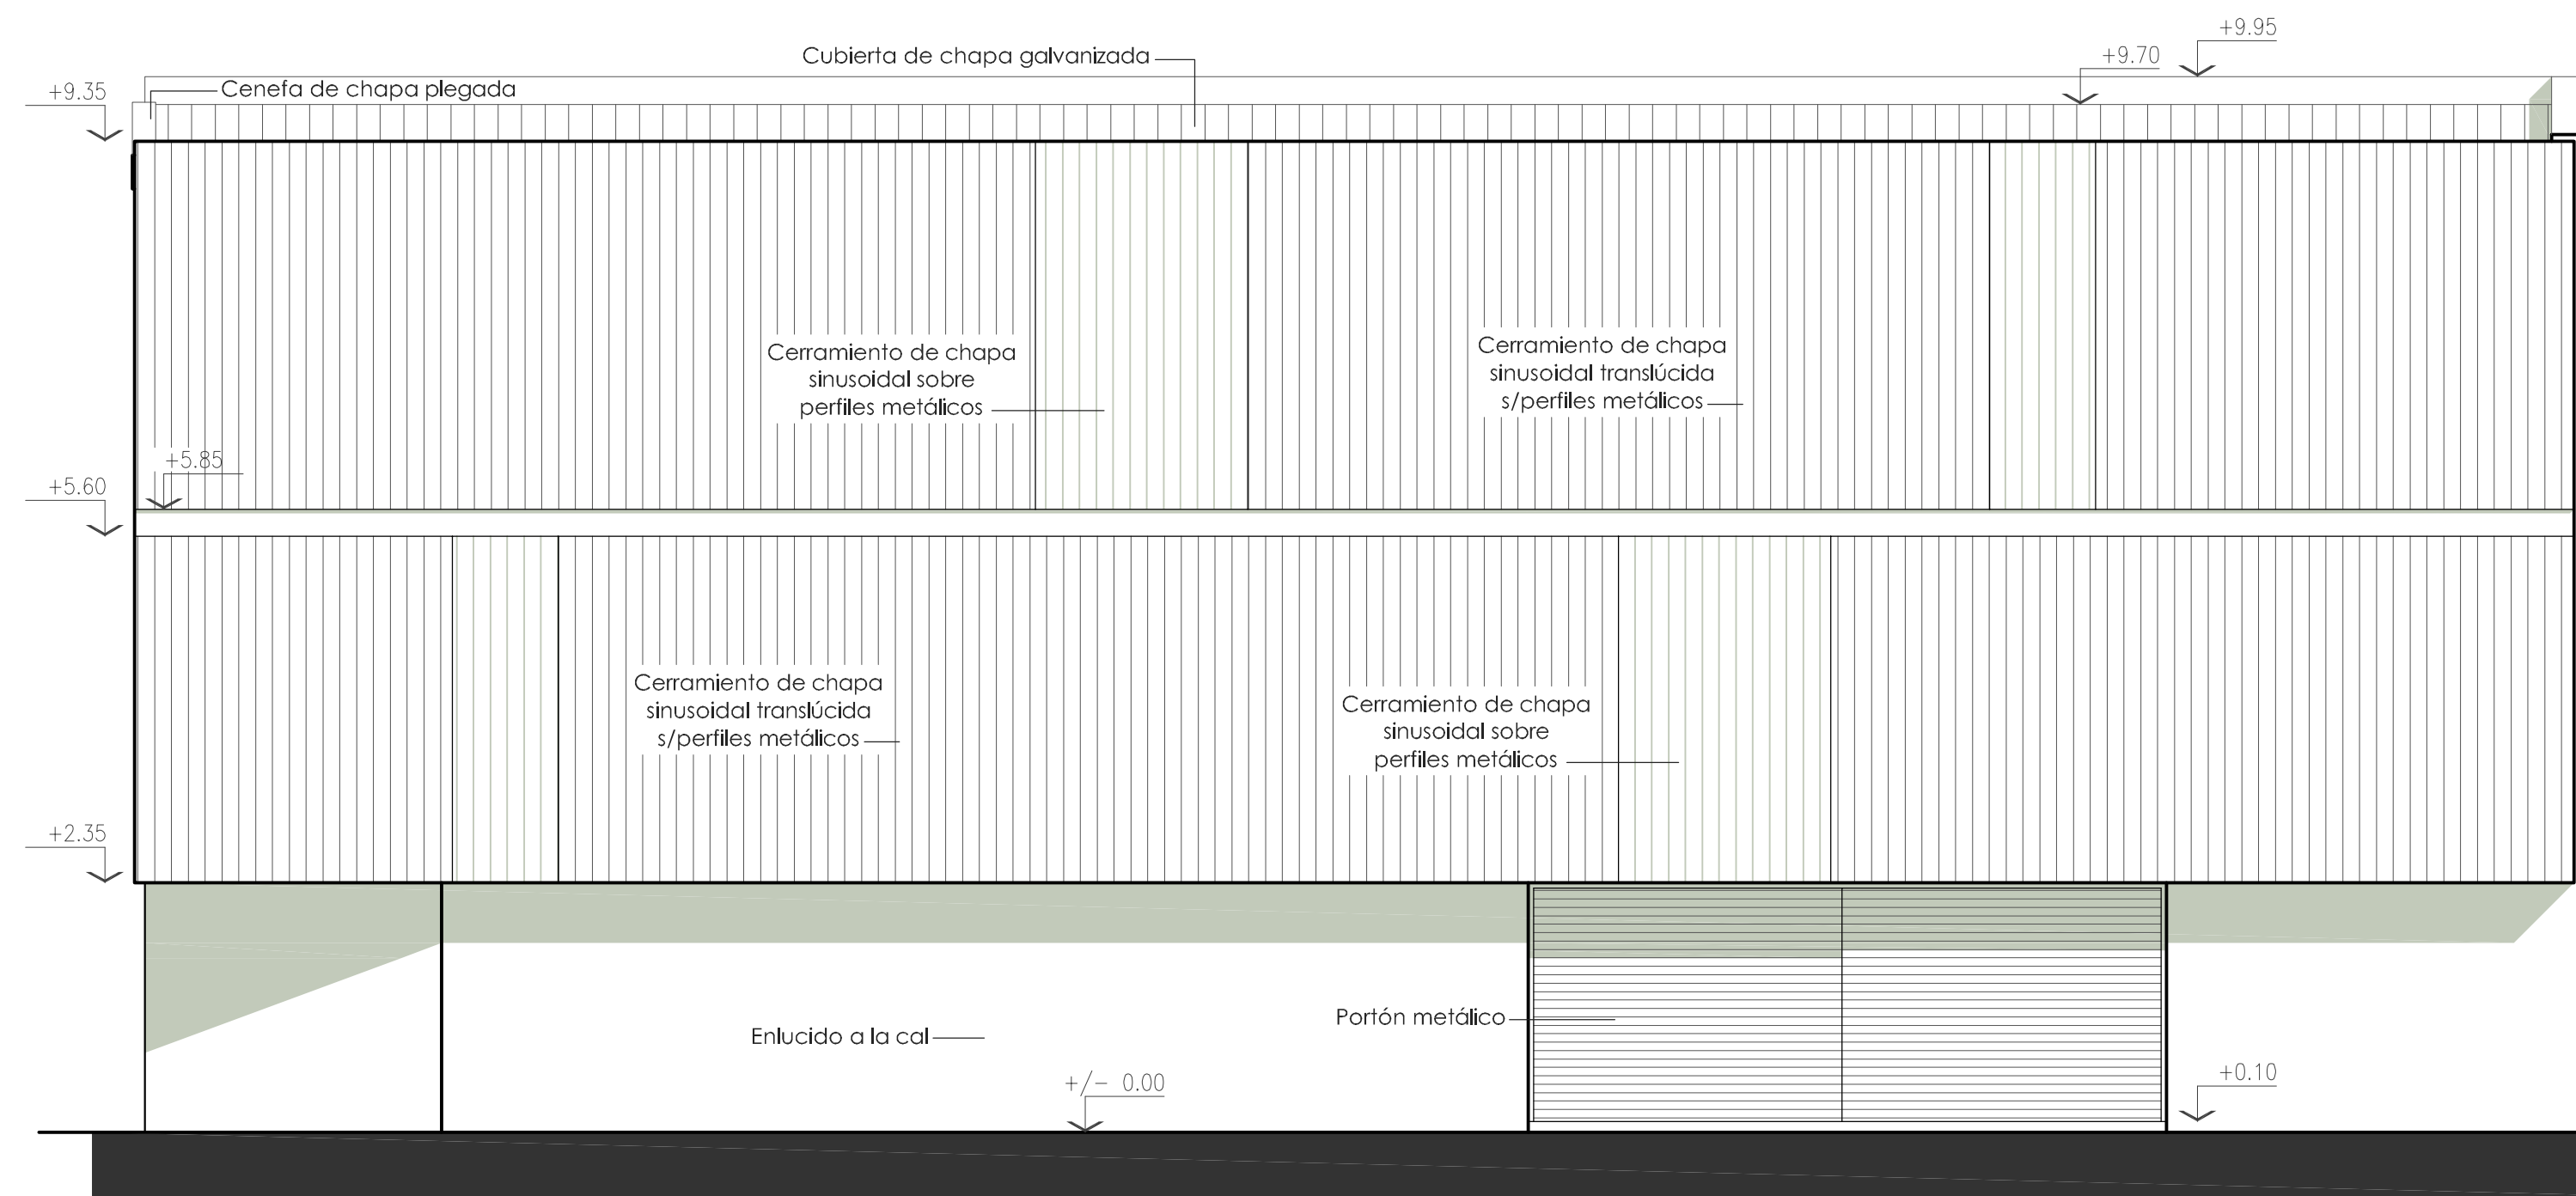 +9.95
Cubierta de chapa galvanizada
+9.70
+9.35
Cenefa de chapa plegada
Cerramiento de chapa
sinusoidal sobre
perfiles metálicos
Cerramiento de chapa
sinusoidal translúcida
s/perfiles metálicos
+5.85
+5.60
Cerramiento de chapa
sinusoidal translúcida
s/perfiles metálicos
Cerramiento de chapa
sinusoidal sobre
perfiles metálicos
+2.35
Portón metálico
Enlucido a la cal
+/- 0.00
+0.10